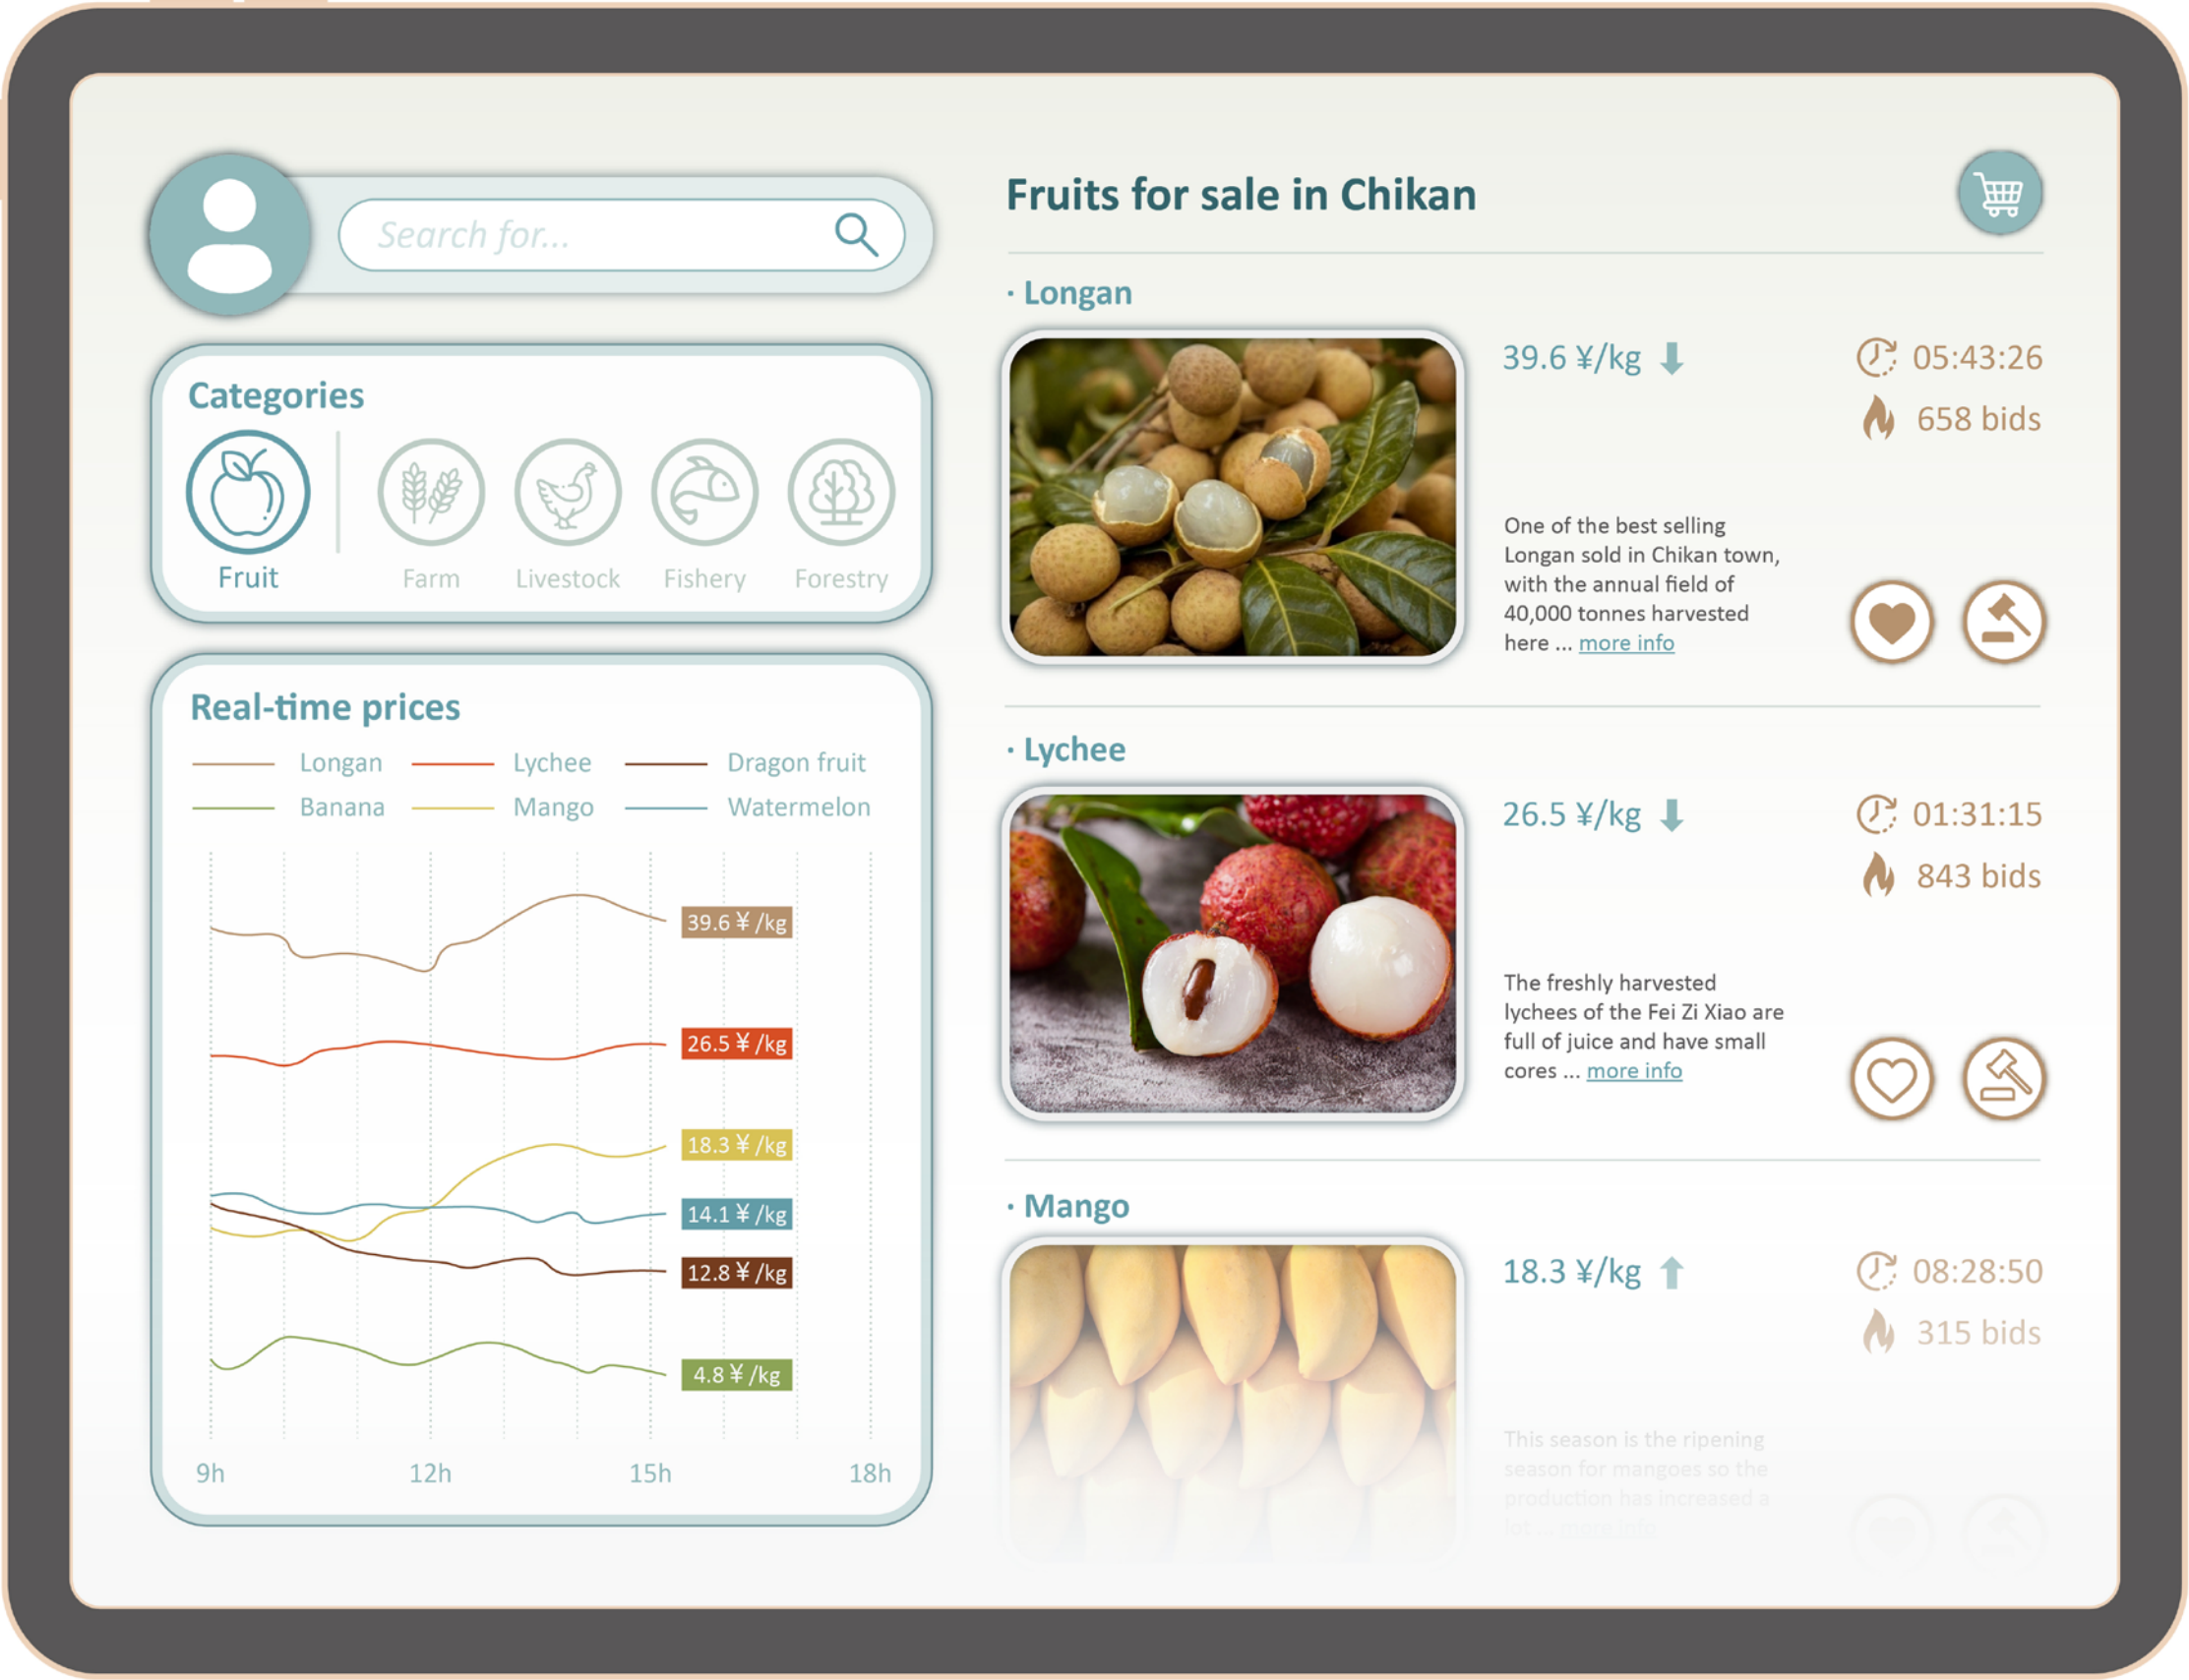 Search for...
Categories
Fruit
Farm
Livestock
Fishery
Forestry
Real-time prices
Longan
Lychee
Dragon fruit
Banana
Mango
Watermelon
39.6 ¥ /kg
26.5 ¥ /kg
18.3 ¥ /kg
14.1 ¥ /kg
12.8 ¥ /kg
4.8 ¥ /kg
9h
12h
15h
18h
Fruits for sale in Chikan
· Longan
39.6 ¥/kg
05:43:26
658 bids
One of the best selling
Longan sold in Chikan town,
with the annual field of
40,000 tonnes harvested
here ... more info
· Lychee
26.5 ¥/kg
01:31:15
843 bids
The freshly harvested
lychees of the Fei Zi Xiao are
full of juice and have small
cores ... more info
· Mango
18.3 ¥/kg
08:28:50
315 bids
This season is the ripening
season for mangoes so the
production has increased a
lot ... more info